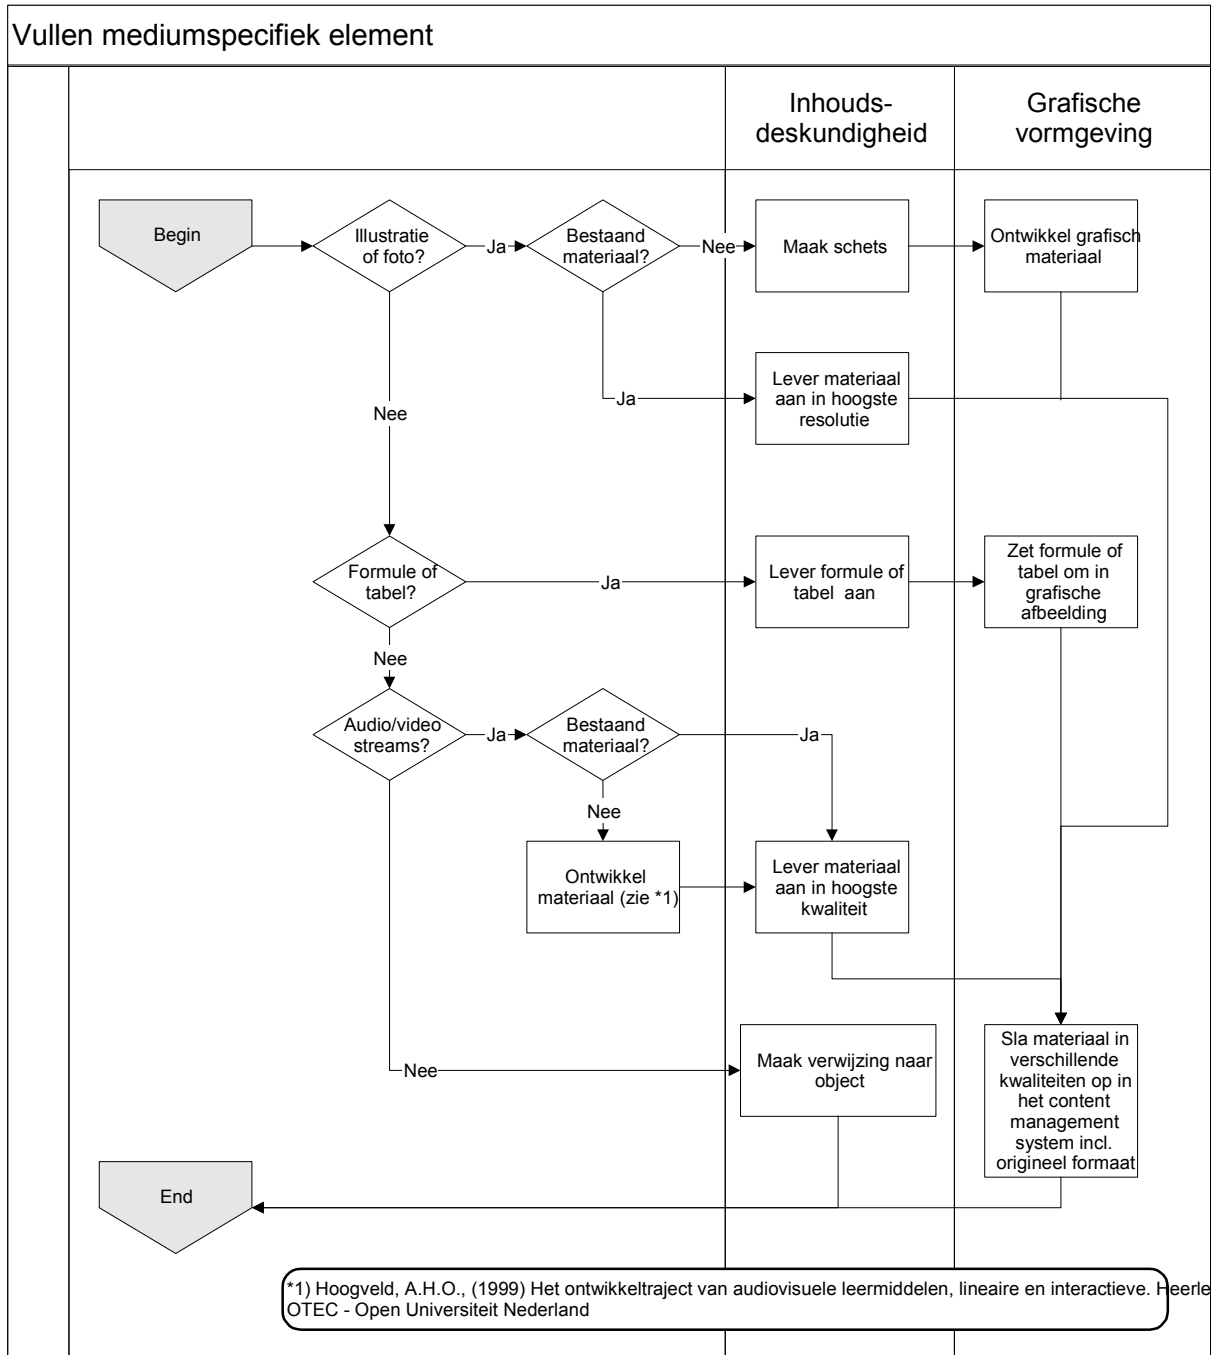 Vullen mediumspecifiek element
Inhouds-
deskundigheid
Grafische
vormgeving
Begin
Illustratie
of foto?
Ja
Bestaand
materiaal?
Nee
Maak schets
Ontwikkel grafisch
materiaal
Nee
Ja
Lever materiaal
aan in hoogste
resolutie
Formule of
tabel?
Ja
Lever formule of
tabel aan
Zet formule of
tabel om in
grafische
afbeelding
Nee
Audio/video
streams?
Ja
Bestaand
materiaal?
Ja
Nee
Ontwikkel
materiaal (zie *1)
Lever materiaal
aan in hoogste
kwaliteit
Nee
Maak verwijzing naar
object
Sla materiaal in
verschillende
kwaliteiten op in
het content
management
system incl.
origineel formaat
End
*1) Hoogveld, A.H.O., (1999) Het ontwikkeltraject van audiovisuele leermiddelen, lineaire en interactieve. Heerle
OTEC - Open Universiteit Nederland